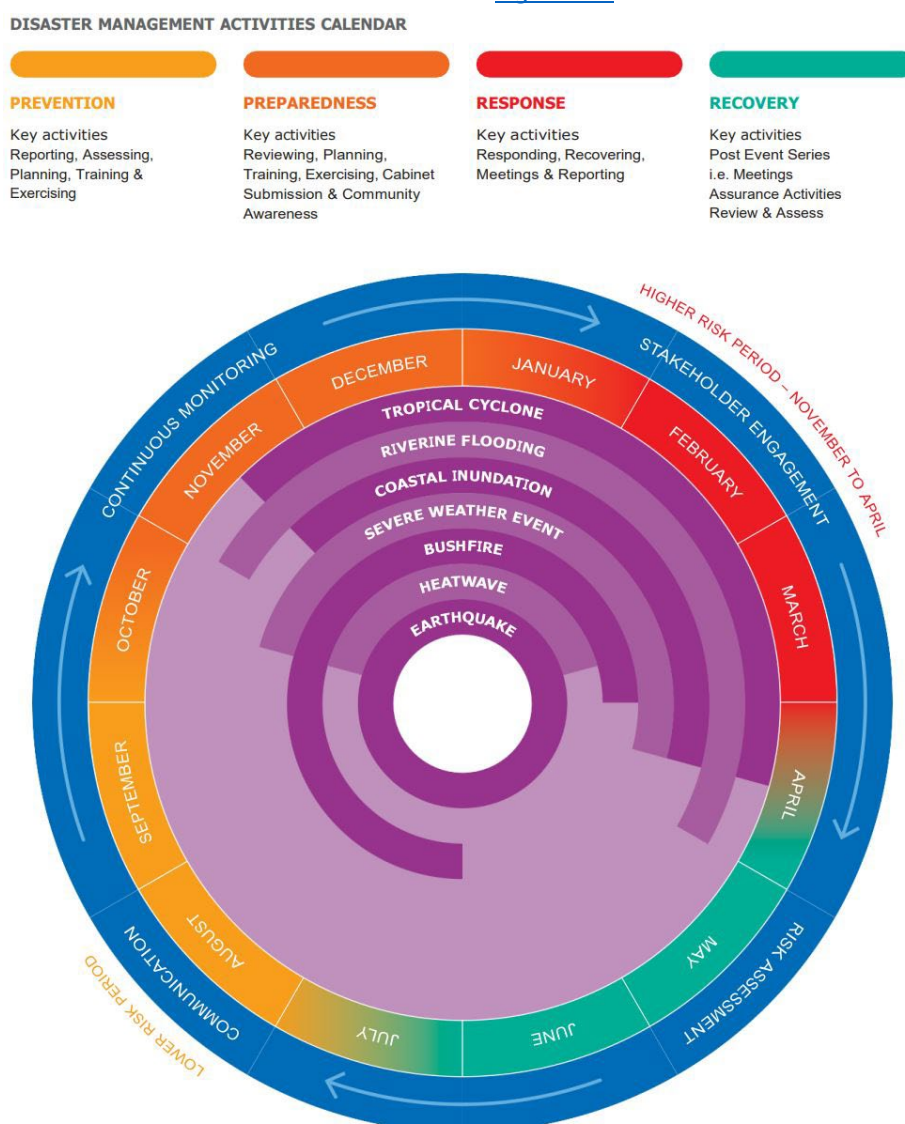 DISASTER MANAGEMENT ACTIVITIES CALENDAR
PREVENTION
Key activities
Reporting, Assessing,
Planning, Training &
Exercising
PREPAREDNESS
Key activities
Reviewing, Planning,
Training, Exercising, Cabinet
Submission & Community
Awareness
RESPONSE
Key activities
Responding, Recovering,
Meetings & Reporting
RECOVERY
Key activities
Post Event Series
i.e. Meetings
Assurance Activities
Review & Assess
HIGHER RISK PERIOD – NOVEMBER TO APRIL
CONTINUOUS MONITORING
STAKEHOLDER ENGAGEMENT
RISK ASSESSMENT
COMMUNICATION
LOWER RISK PERIOD
JANUARY
FEBRUARY
MARCH
APRIL
MAY
JUNE
JULY
AUGUST
SEPTEMBER
OCTOBER
NOVEMBER
DECEMBER
TROPICAL CYCLONE
RIVERINE FLOODING
COASTAL INUNDATION
SEVERE WEATHER EVENT
BUSHFIRE
HEATWAVE
EARTHQUAKE